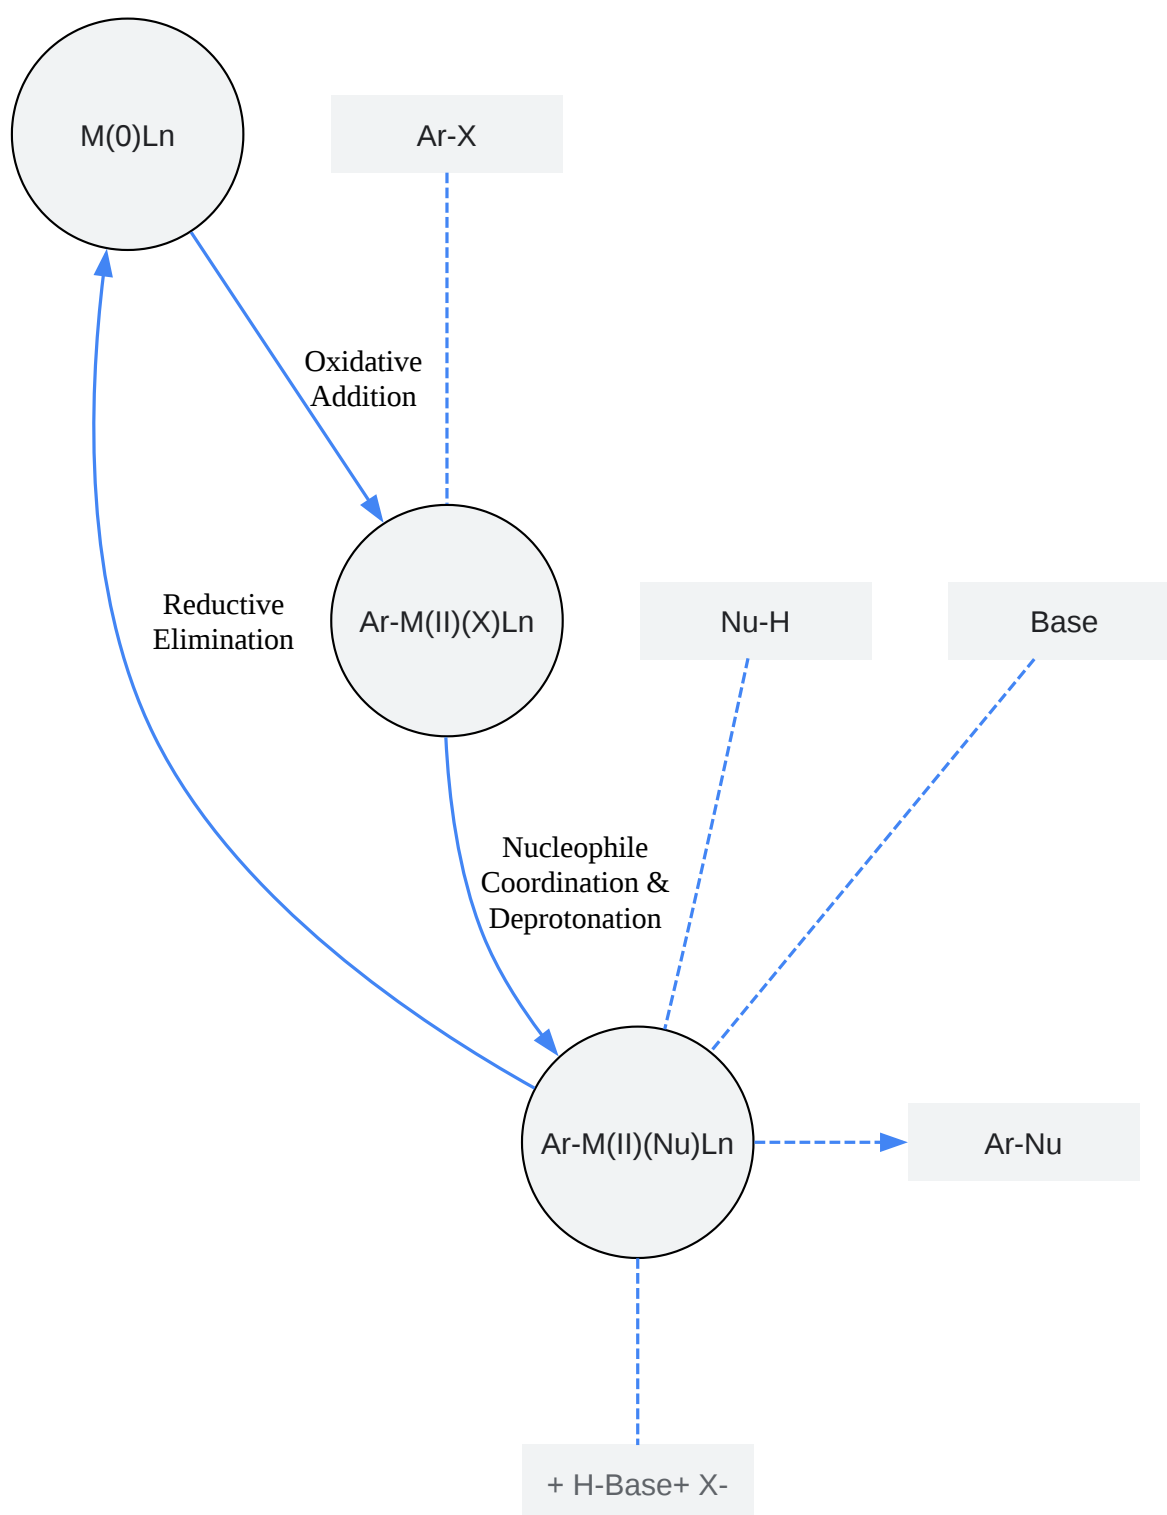 M(0)Ln
Ar-X
Oxidative
Addition
Reductive
Elimination
Ar-M(II)(X)Ln
Nu-H
Base
Nucleophile
Coordination &
Deprotonation
Ar-M(II)(Nu)Ln
Ar-Nu
+ H-Base+ X-